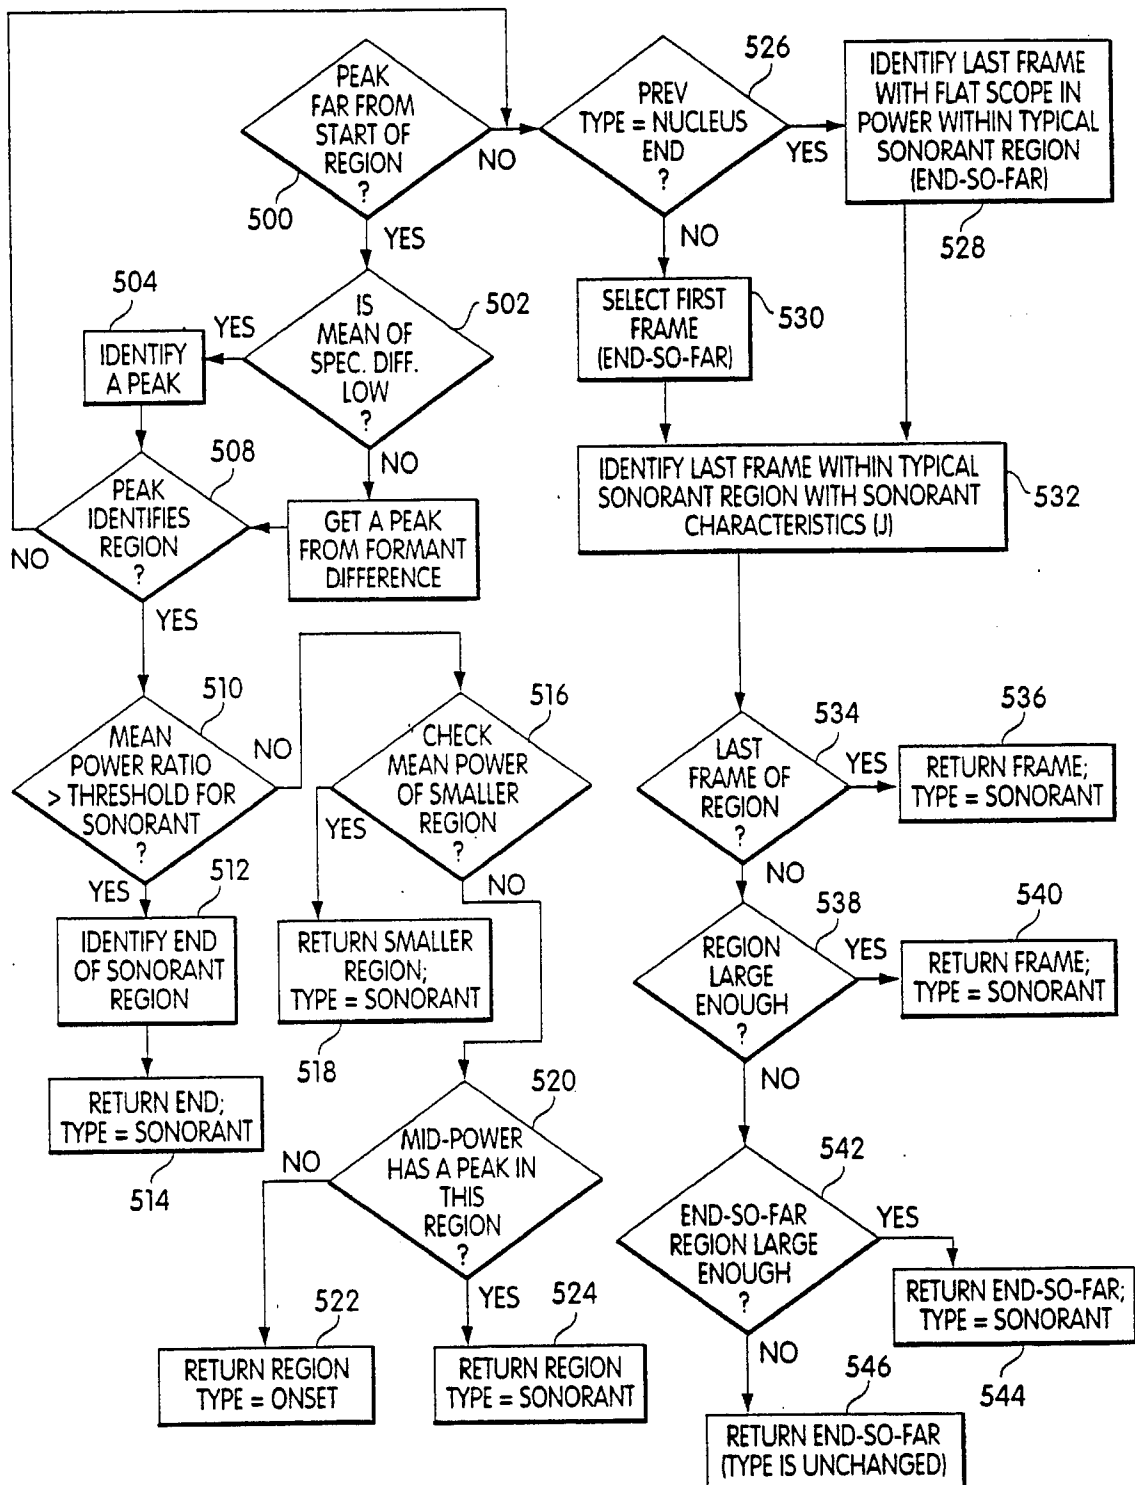 PEAK
FAR FROM
START OF
REGION
?
500
NO
YES
PREV
TYPE = NUCLEUS
END
?
526
YES
NO
IDENTIFY LAST FRAME
WITH FLAT SCOPE IN
POWER WITHIN TYPICAL
SONORANT REGION
(END-SO-FAR)
528
504
IDENTIFY
A PEAK
YES
IS
MEAN OF
SPEC. DIFF.
LOW
?
502
NO
SELECT FIRST
FRAME
(END-SO-FAR)
530
508
PEAK
IDENTIFIES
REGION
?
NO
YES
GET A PEAK
FROM FORMANT
DIFFERENCE
IDENTIFY LAST FRAME WITHIN TYPICAL
SONORANT REGION WITH SONORANT
CHARACTERISTICS (J)
532
510
MEAN
POWER RATIO
> THRESHOLD FOR
SONORANT
?
NO
YES
516
CHECK
MEAN POWER
OF SMALLER
REGION
?
YES
NO
534
LAST
FRAME OF
REGION
?
YES
NO
536
RETURN FRAME;
TYPE = SONORANT
512
IDENTIFY END
OF SONORANT
REGION
RETURN SMALLER
REGION;
TYPE = SONORANT
518
538
REGION
LARGE
ENOUGH
?
YES
NO
540
RETURN FRAME;
TYPE = SONORANT
RETURN END;
TYPE = SONORANT
514
520
MID-POWER
HAS A PEAK IN
THIS
REGION
?
NO
YES
542
END-SO-FAR
REGION LARGE
ENOUGH
?
YES
NO
RETURN END-SO-FAR;
TYPE = SONORANT
544
522
RETURN REGION
TYPE = ONSET
524
RETURN REGION
TYPE = SONORANT
546
RETURN END-SO-FAR
(TYPE IS UNCHANGED)